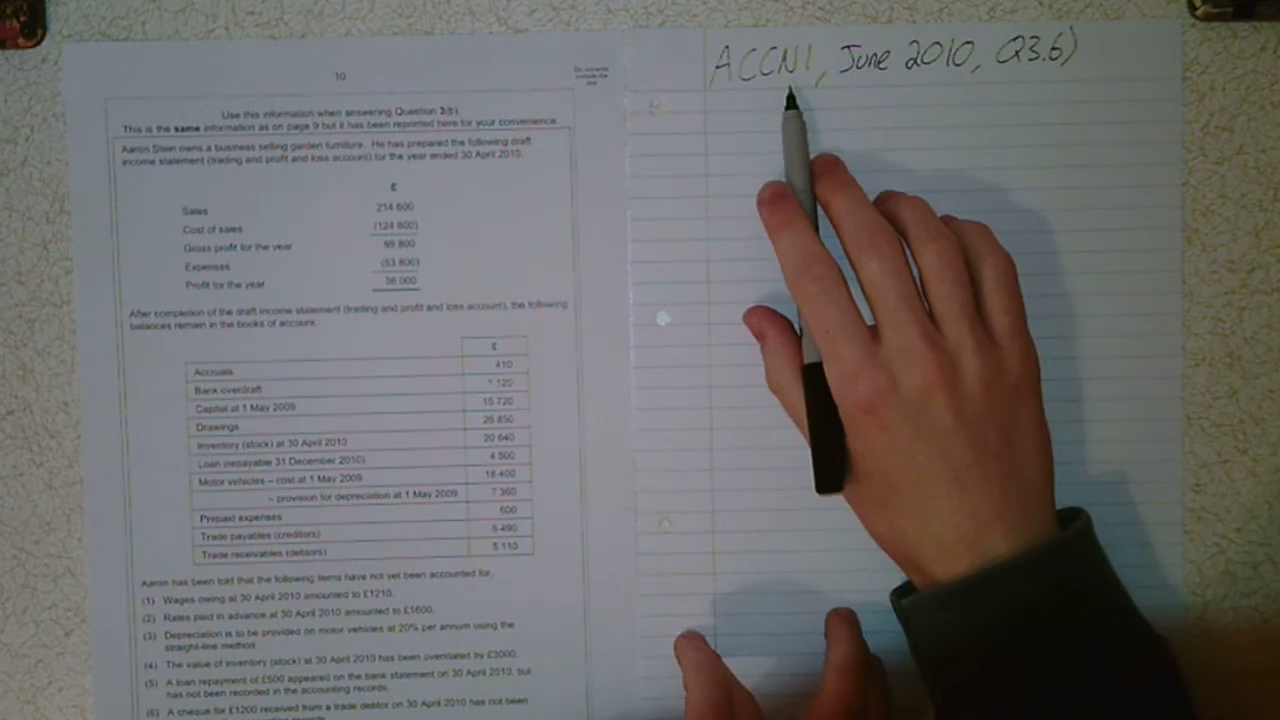 10
ACCN1, June 2010, Q3.b)
Use this information when answering Question 3(b).
This is the same information as on page 9 but it has been reprinted here for your convenience.
Aaron Stein owns a business selling garden furniture. He has prepared the following draft
income statement (trading and profit and loss account) for the year ended 30 April 2010.
£
Sales 214 600
Cost of sales (124 800)
Gross profit for the year 89 800
Expenses (53 800)
Profit for the year 36 000
After completion of the draft income statement (trading and profit and loss account), the following
balances remain in the books of account.
£
Accruals 410
Bank overdraft 1 120
Capital at 1 May 2009 15 720
Drawings 26 850
Inventory (stock) at 30 April 2010 20 640
Loan (repayable 31 December 2010) 4 500
Motor vehicles – cost at 1 May 2009 18 400
– provision for depreciation at 1 May 2009 7 360
Prepaid expenses 600
Trade payables (creditors) 6 490
Trade receivables (debtors) 5 110
Aaron has been told that the following items have not yet been accounted for.
(1) Wages owing at 30 April 2010 amounted to £1210.
(2) Rates paid in advance at 30 April 2010 amounted to £1600.
(3) Depreciation is to be provided on motor vehicles at 20% per annum using the
straight-line method.
(4) The value of inventory (stock) at 30 April 2010 has been overstated by £3000.
(5) A loan repayment of £500 appeared on the bank statement on 30 April 2010, but
has not been recorded in the accounting records.
(6) A cheque for £1200 received from a trade debtor on 30 April 2010 has not been